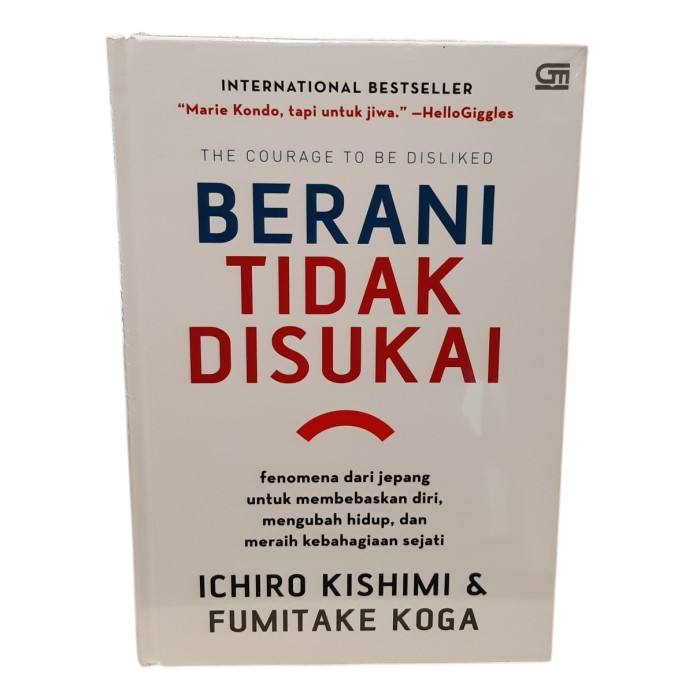 GM
INTERNATIONAL BESTSELLER
“Marie Kondo, tapi untuk jiwa.” —HelloGiggles
THE COURAGE TO BE DISLIKED
BERANI
TIDAK
DISUKAI
fenomena dari jepang
untuk membebaskan diri,
mengubah hidup, dan
meraih kebahagiaan sejati
ICHIRO KISHIMI &
FUMITAKE KOGA